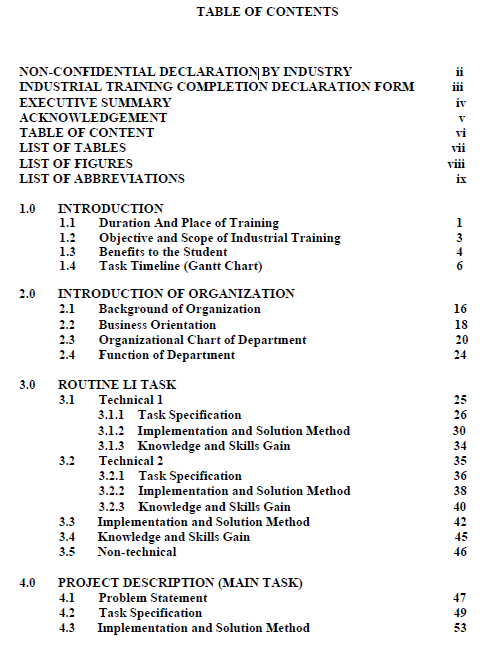 TABLE OF CONTENTS
NON-CONFIDENTIAL DECLARATION BY INDUSTRY ii
INDUSTRIAL TRAINING COMPLETION DECLARATION FORM iii
EXECUTIVE SUMMARY iv
ACKNOWLEDGEMENT v
TABLE OF CONTENT vi
LIST OF TABLES vii
LIST OF FIGURES viii
LIST OF ABBREVIATIONS ix
1.0 INTRODUCTION
1.1 Duration And Place of Training 1
1.2 Objective and Scope of Industrial Training 3
1.3 Benefits to the Student 4
1.4 Task Timeline (Gantt Chart) 6
2.0 INTRODUCTION OF ORGANIZATION
2.1 Background of Organization 16
2.2 Business Orientation 18
2.3 Organizational Chart of Department 20
2.4 Function of Department 24
3.0 ROUTINE LI TASK
3.1 Technical 1 25
3.1.1 Task Specification 26
3.1.2 Implementation and Solution Method 30
3.1.3 Knowledge and Skills Gain 34
3.2 Technical 2 35
3.2.1 Task Specification 36
3.2.2 Implementation and Solution Method 38
3.2.3 Knowledge and Skills Gain 40
3.3 Implementation and Solution Method 42
3.4 Knowledge and Skills Gain 45
3.5 Non-technical 46
4.0 PROJECT DESCRIPTION (MAIN TASK)
4.1 Problem Statement 47
4.2 Task Specification 49
4.3 Implementation and Solution Method 53